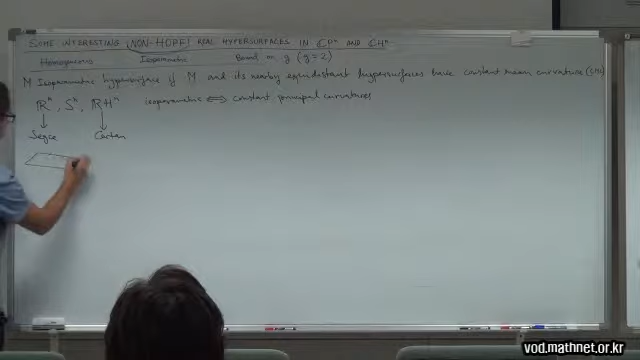 SOME INTERESTING (NON-HOPF) REAL HYPERSURFACES IN ℂPⁿ AND ℂHⁿ
Homogeneous Isoparametric Bound on g (g=2)
M Isoparametric hypersurface if M and its nearby equidistant hypersurfaces have constant mean curvature (CMC)
ℝⁿ, Sⁿ, ℝHⁿ isoparametric ⟺ constant principal curvatures
↓ ↓
Segre Cartan
vod.mathnet.or.kr